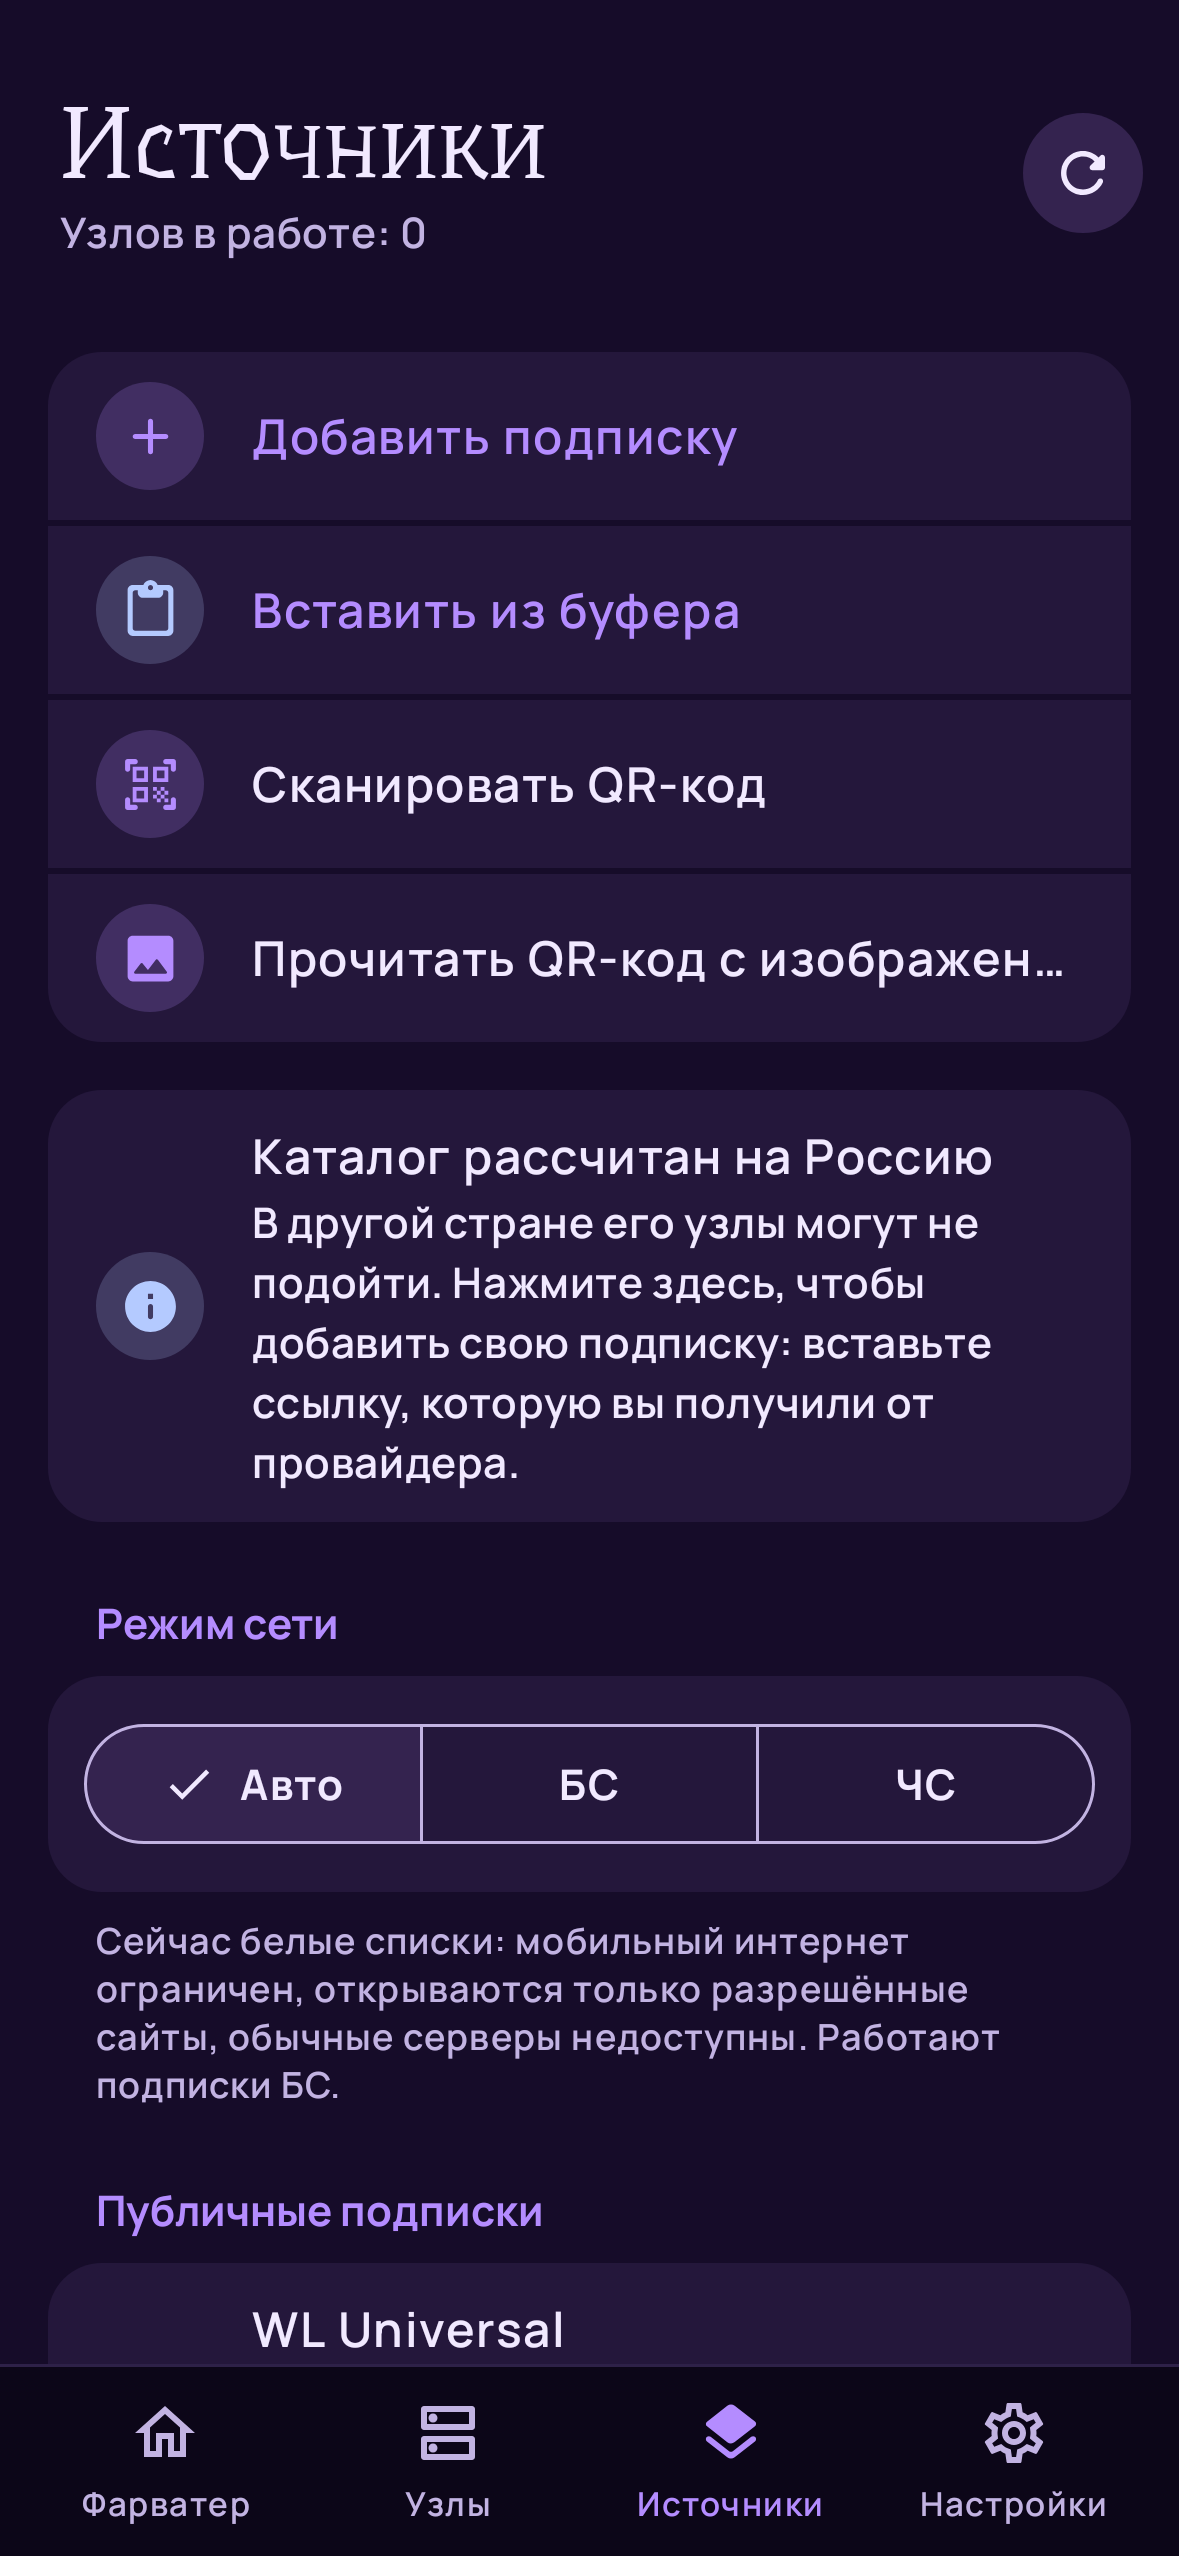 Источники
Узлов в работе: 0
Добавить подписку
Вставить из буфера
Сканировать QR-код
Прочитать QR-код с изображен...
Каталог рассчитан на Россию
В другой стране его узлы могут не
подойти. Нажмите здесь, чтобы
добавить свою подписку: вставьте
ссылку, которую вы получили от
провайдера.
Режим сети
Авто
БС
ЧС
Сейчас белые списки: мобильный интернет
ограничен, открываются только разрешённые
сайты, обычные серверы недоступны. Работают
подписки БС.
Публичные подписки
WL Universal
Фарватер
Узлы
Источники
Настройки